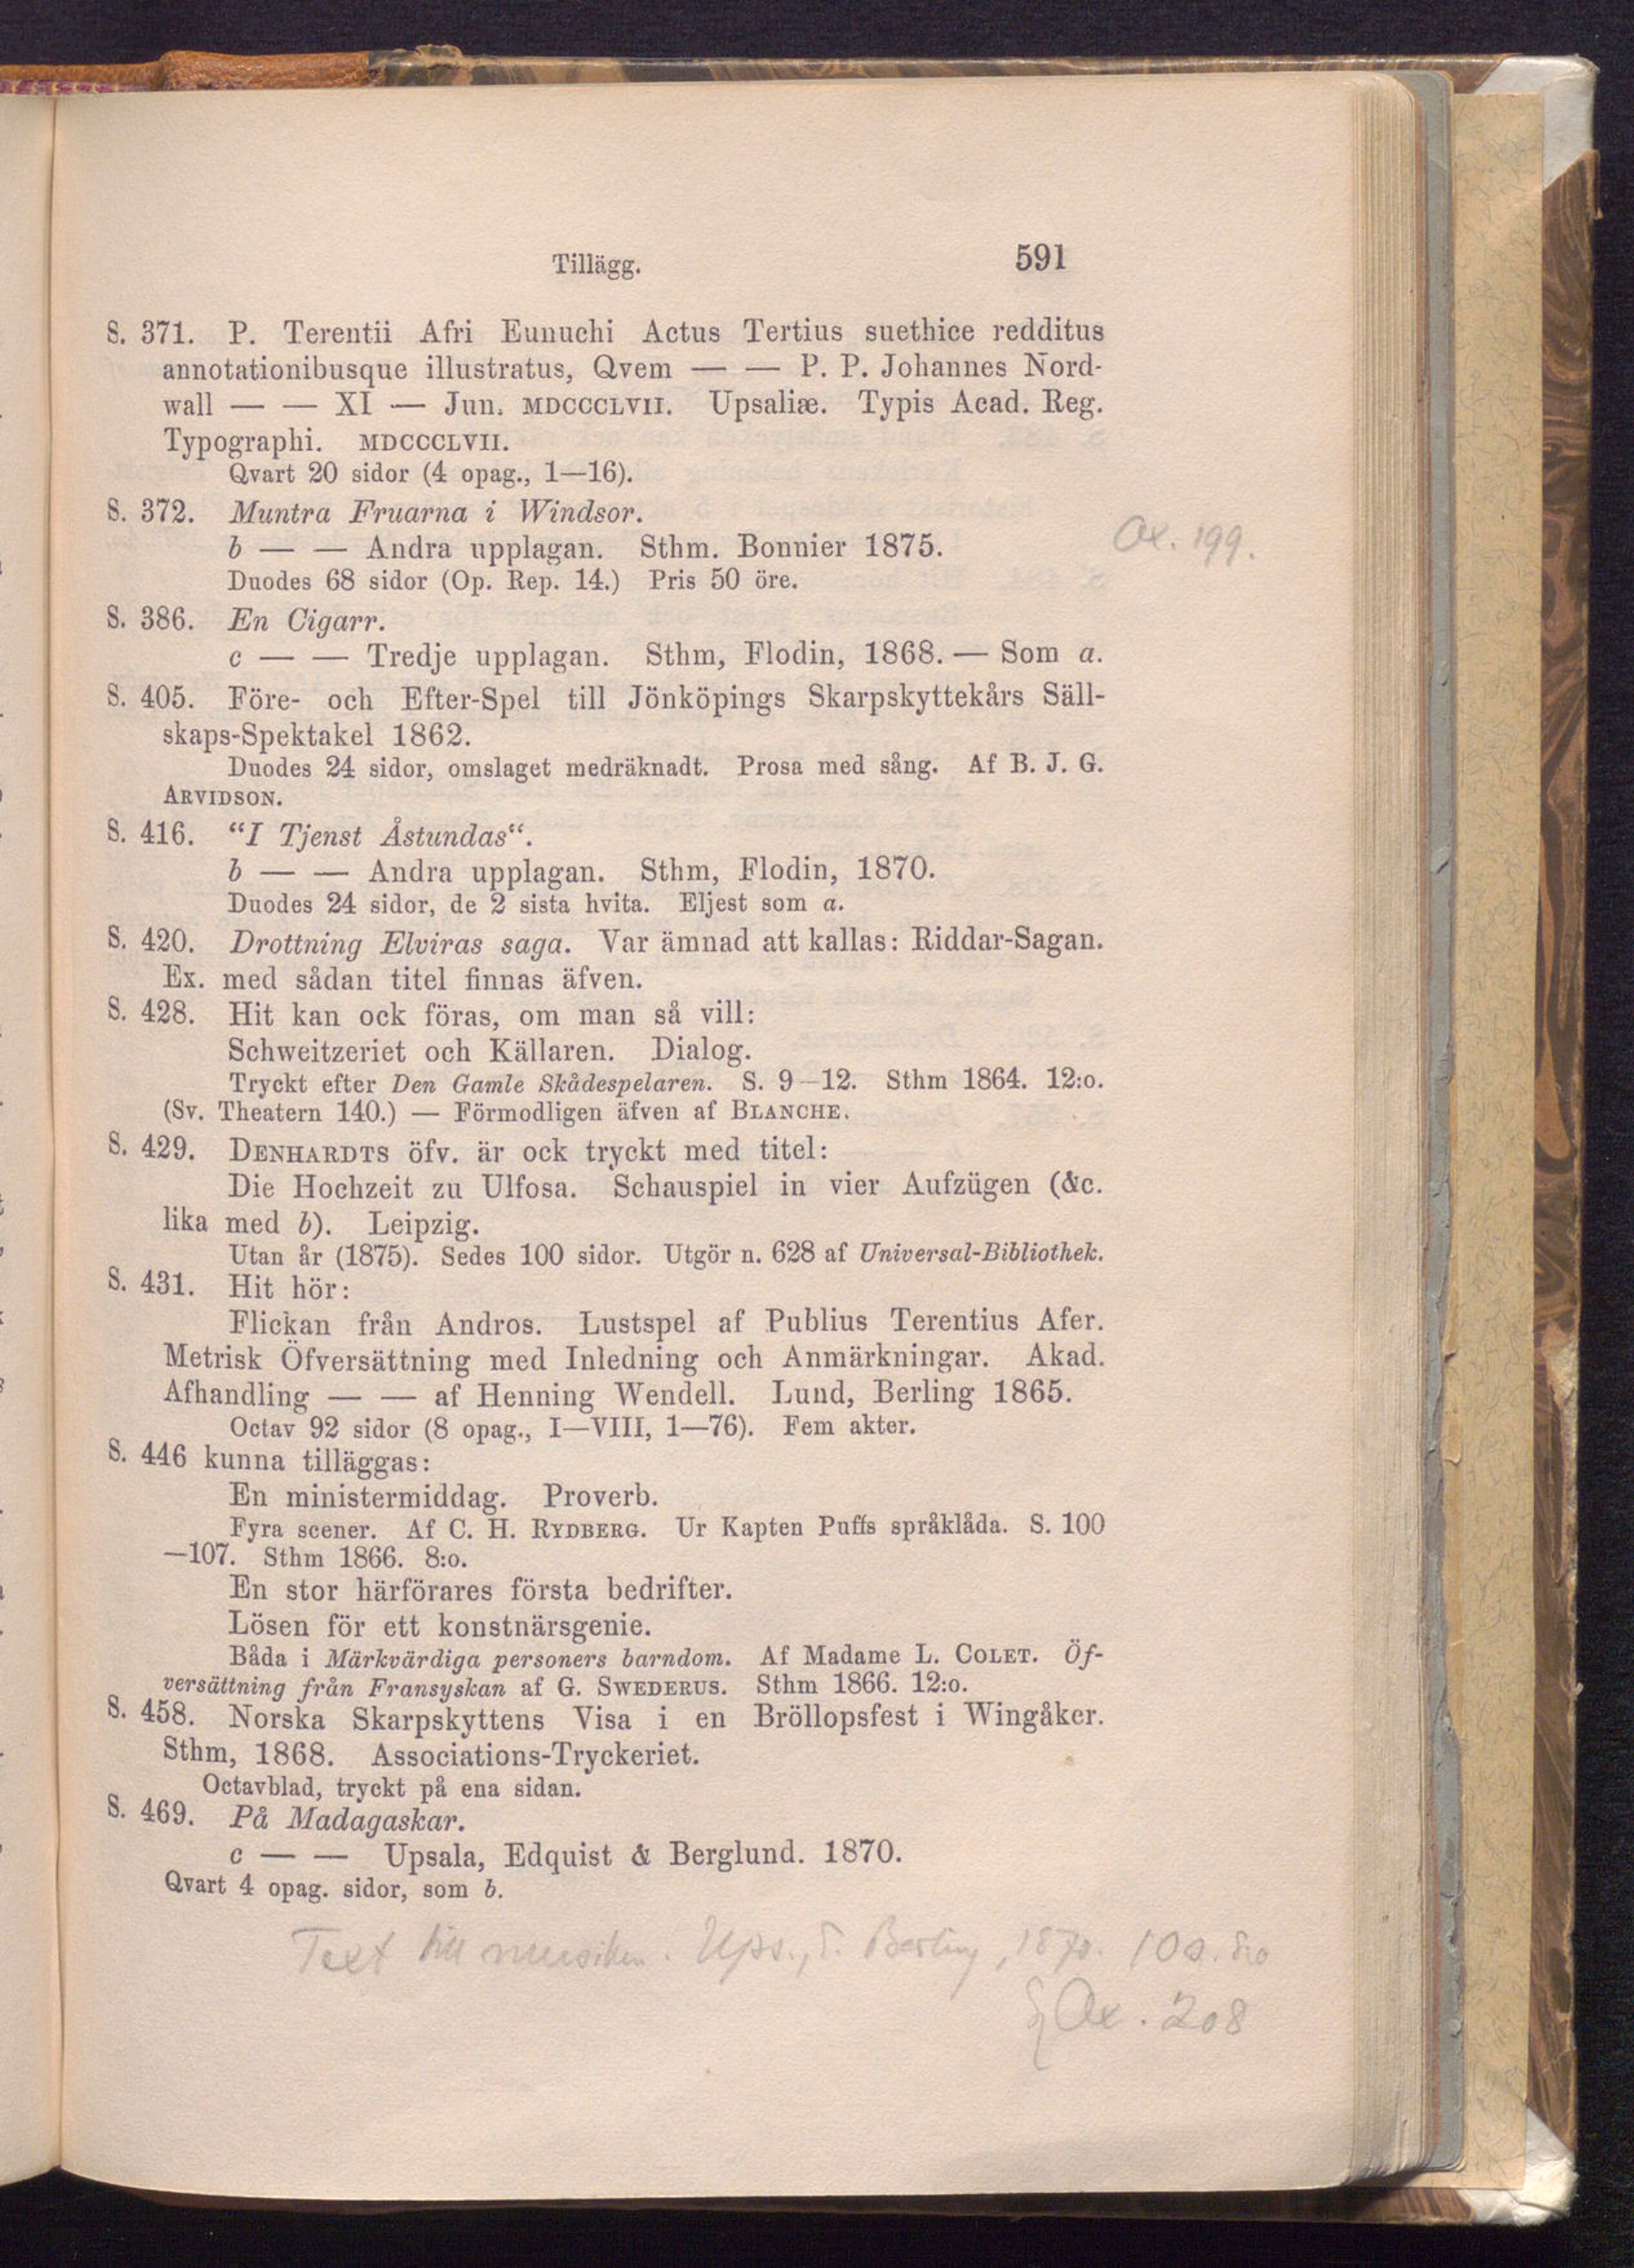 Tillägg. 591
S. 371. P. Terentii Afri Eunuchi Actus Tertius suethice redditus
annotationibusque illustratus, Qvem — — P. P. Johannes Nord-
wall — — XI — Jun. MDCCCLVII. Upsaliæ. Typis Acad. Reg.
Typographi. MDCCCLVII.
Qvart 20 sidor (4 opag., 1—16).
S. 372. Muntra Fruarna i Windsor.
b — — Andra upplagan. Sthm. Bonnier 1875. Ax. 199.
Duodes 68 sidor (Op. Rep. 14.) Pris 50 öre.
S. 386. En Cigarr.
c — — Tredje upplagan. Sthm, Flodin, 1868. — Som a.
S. 405. Före- och Efter-Spel till Jönköpings Skarpskyttekårs Säll-
skaps-Spektakel 1862.
Duodes 24 sidor, omslaget medräknadt. Prosa med sång. Af B. J. G.
ARVIDSON.
S. 416. “I Tjenst Åstundas“.
b — — Andra upplagan. Sthm, Flodin, 1870.
Duodes 24 sidor, de 2 sista hvita. Eljest som a.
S. 420. Drottning Elviras saga. Var ämnad att kallas: Riddar-Sagan.
Ex. med sådan titel finnas äfven.
S. 428. Hit kan ock föras, om man så vill:
Schweitzeriet och Källaren. Dialog.
Tryckt efter Den Gamle Skådespelaren. S. 9—12. Sthm 1864. 12:o.
(Sv. Theatern 140.) — Förmodligen äfven af BLANCHE.
S. 429. DENHARDTS öfv. är ock tryckt med titel:
Die Hochzeit zu Ulfosa. Schauspiel in vier Aufzügen (&c.
lika med b). Leipzig.
Utan år (1875). Sedes 100 sidor. Utgör n. 628 af Universal-Bibliothek.
S. 431. Hit hör:
Flickan från Andros. Lustspel af Publius Terentius Afer.
Metrisk Öfversättning med Inledning och Anmärkningar. Akad.
Afhandling — — af Henning Wendell. Lund, Berling 1865.
Octav 92 sidor (8 opag., I—VIII, 1—76). Fem akter.
S. 446 kunna tilläggas:
En ministermiddag. Proverb.
Fyra scener. Af C. H. RYDBERG. Ur Kapten Puffs språklåda. S. 100
—107. Sthm 1866. 8:o.
En stor härförares första bedrifter.
Lösen för ett konstnärsgenie.
Båda i Märkvärdiga personers barndom. Af Madame L. COLET. Öf-
versättning från Fransyskan af G. SWEDERUS. Sthm 1866. 12:o.
S. 458. Norska Skarpskyttens Visa i en Bröllopsfest i Wingåker.
Sthm, 1868. Associations-Tryckeriet.
Octavblad, tryckt på ena sidan.
S. 469. På Madagaskar.
c — — Upsala, Edquist & Berglund. 1870.
Qvart 4 opag. sidor, som b.
Text till musiken. Ups., Berling, 1870. 10 s. 8:o
Ax. 208